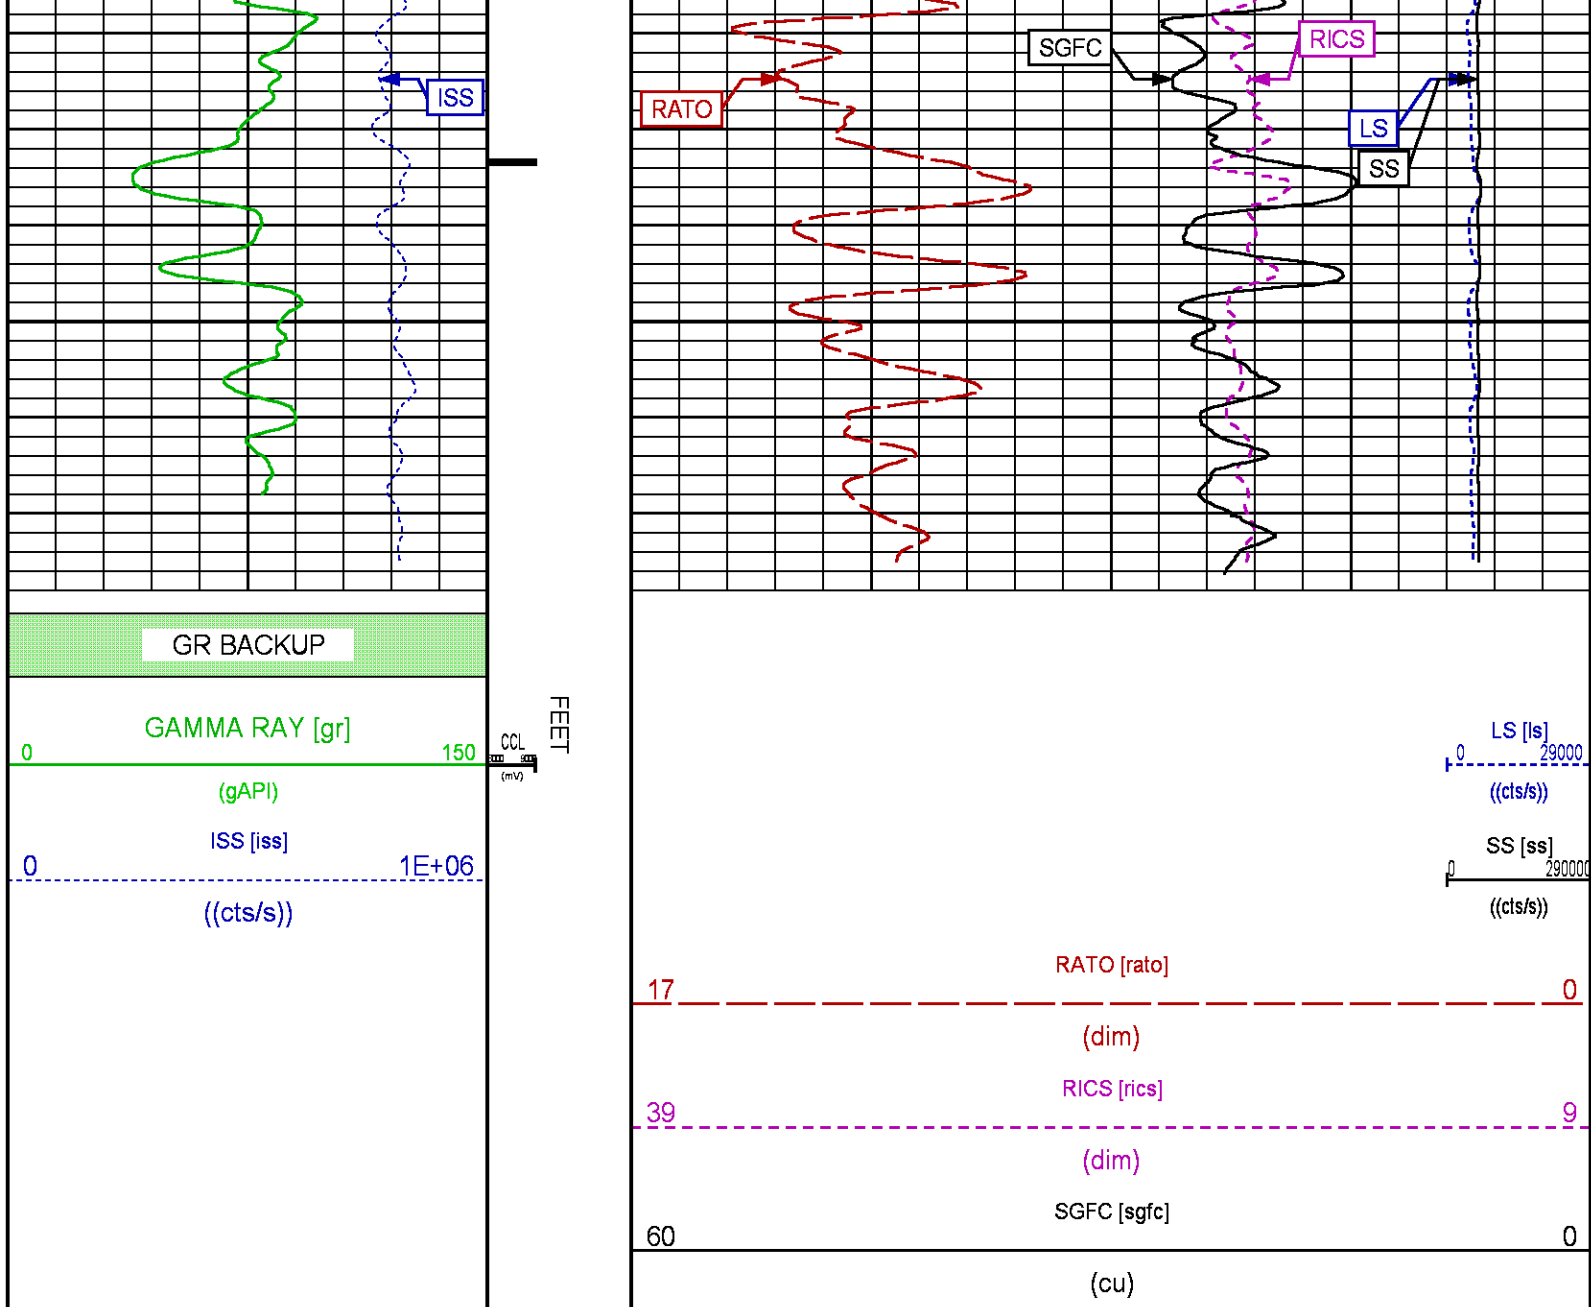 SGFC
RICS
ISS
RATO
LS
SS
GR BACKUP
GAMMA RAY [gr]
0 150
(gAPI)
ISS [iss]
0 1E+06
((cts/s))
CCL
(mV)
FEET
LS [ls]
0 29000
((cts/s))
SS [ss]
0 290000
((cts/s))
RATO [rato]
17 0
(dim)
RICS [rics]
39 9
(dim)
SGFC [sgfc]
60 0
(cu)